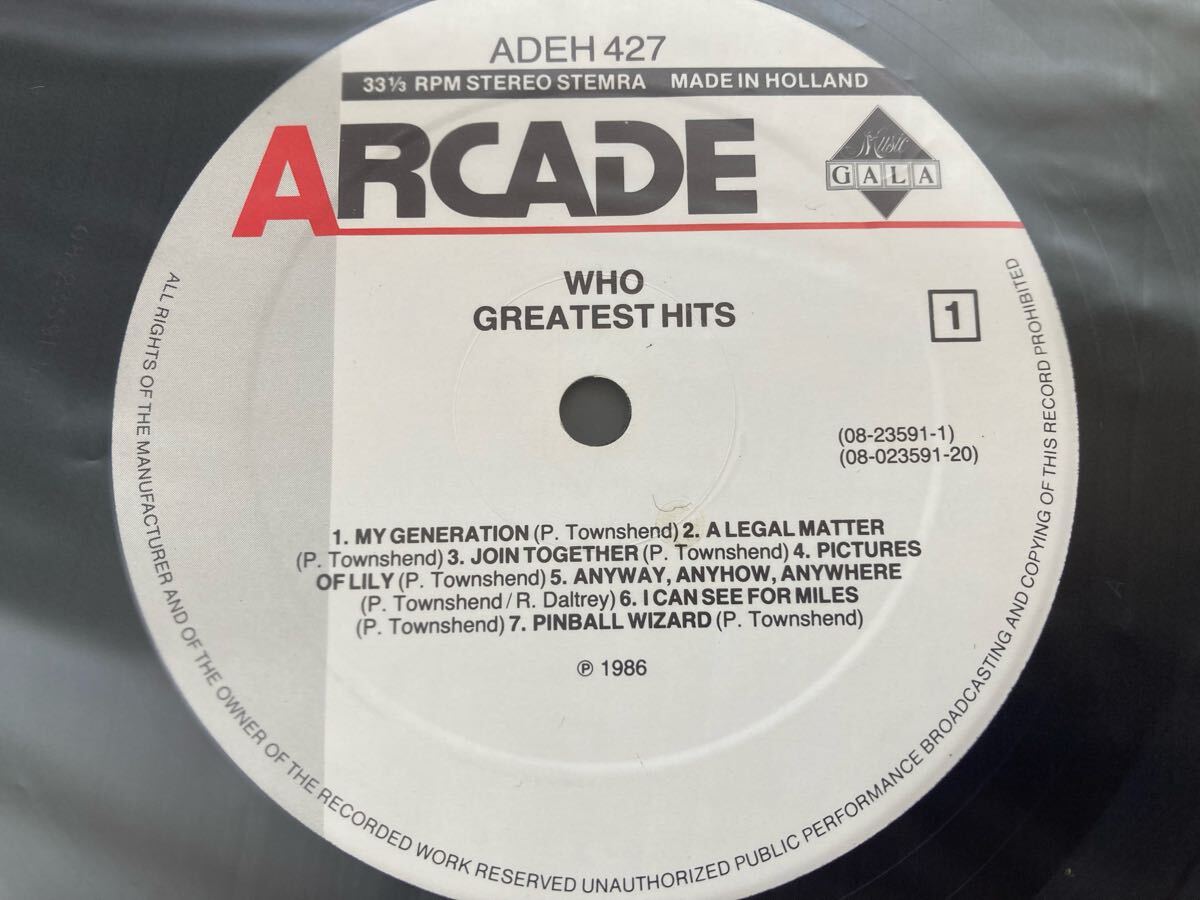 ADEH 427
33⅓ RPM STEREO STEMRA MADE IN HOLLAND
ARCADE
Music
GALA
WHO
GREATEST HITS
1
(08-23591-1)
(08-023591-20)
1. MY GENERATION (P. Townshend) 2. A LEGAL MATTER
(P. Townshend) 3. JOIN TOGETHER (P. Townshend) 4. PICTURES
OF LILY (P. Townshend) 5. ANYWAY, ANYHOW, ANYWHERE
(P. Townshend / R. Daltrey) 6. I CAN SEE FOR MILES
(P. Townshend) 7. PINBALL WIZARD (P. Townshend)
℗ 1986
ALL RIGHTS OF THE MANUFACTURER AND OF THE OWNER OF THE RECORDED WORK RESERVED UNAUTHORIZED PUBLIC PERFORMANCE BROADCASTING AND COPYING OF THIS RECORD PROHIBITED